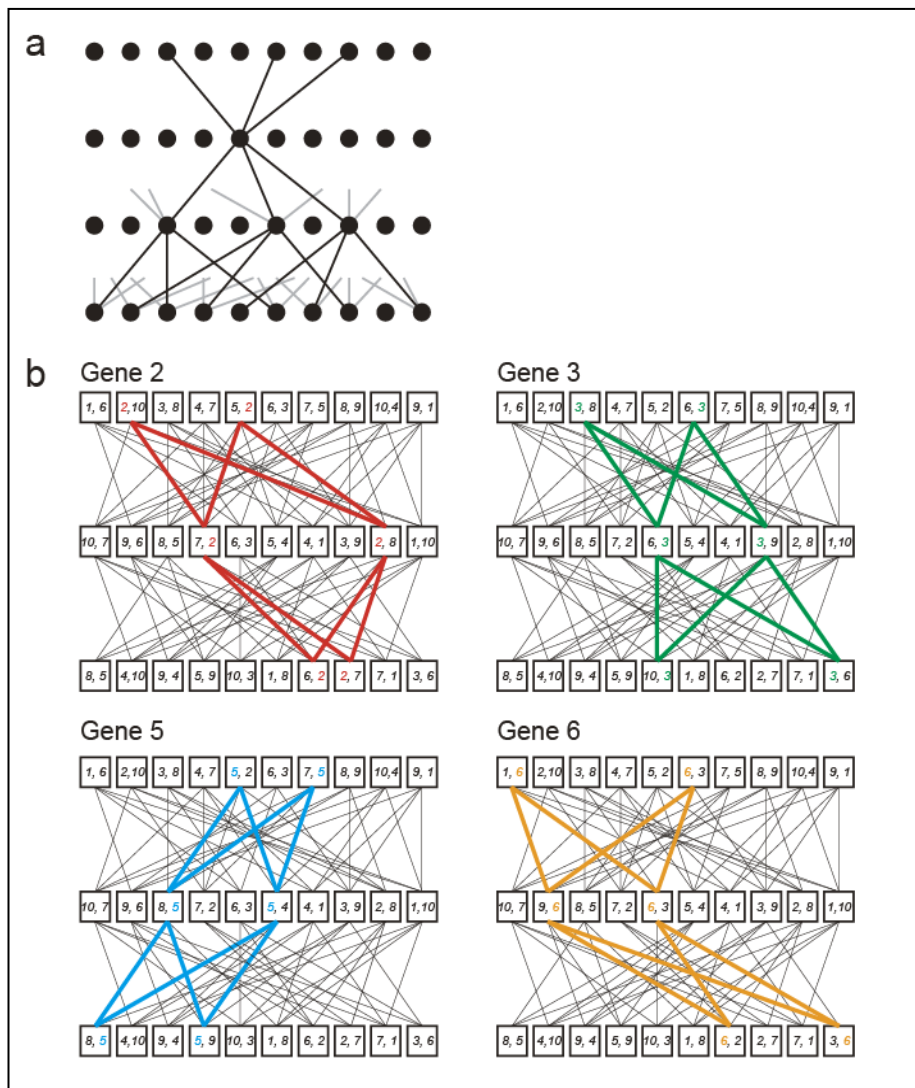 a
b
Gene 2
1, 6 2,10 3, 8 4, 7 5, 2 6, 3 7, 5 8, 9 10,4 9, 1
10, 7 9, 6 8, 5 7, 2 6, 3 5, 4 4, 1 3, 9 2, 8 1,10
8, 5 4,10 9, 4 5, 9 10, 3 1, 8 6, 2 2, 7 7, 1 3, 6
Gene 3
1, 6 2,10 3, 8 4, 7 5, 2 6, 3 7, 5 8, 9 10,4 9, 1
10, 7 9, 6 8, 5 7, 2 6, 3 5, 4 4, 1 3, 9 2, 8 1,10
8, 5 4,10 9, 4 5, 9 10, 3 1, 8 6, 2 2, 7 7, 1 3, 6
Gene 5
1, 6 2,10 3, 8 4, 7 5, 2 6, 3 7, 5 8, 9 10,4 9, 1
10, 7 9, 6 8, 5 7, 2 6, 3 5, 4 4, 1 3, 9 2, 8 1,10
8, 5 4,10 9, 4 5, 9 10, 3 1, 8 6, 2 2, 7 7, 1 3, 6
Gene 6
1, 6 2,10 3, 8 4, 7 5, 2 6, 3 7, 5 8, 9 10,4 9, 1
10, 7 9, 6 8, 5 7, 2 6, 3 5, 4 4, 1 3, 9 2, 8 1,10
8, 5 4,10 9, 4 5, 9 10, 3 1, 8 6, 2 2, 7 7, 1 3, 6